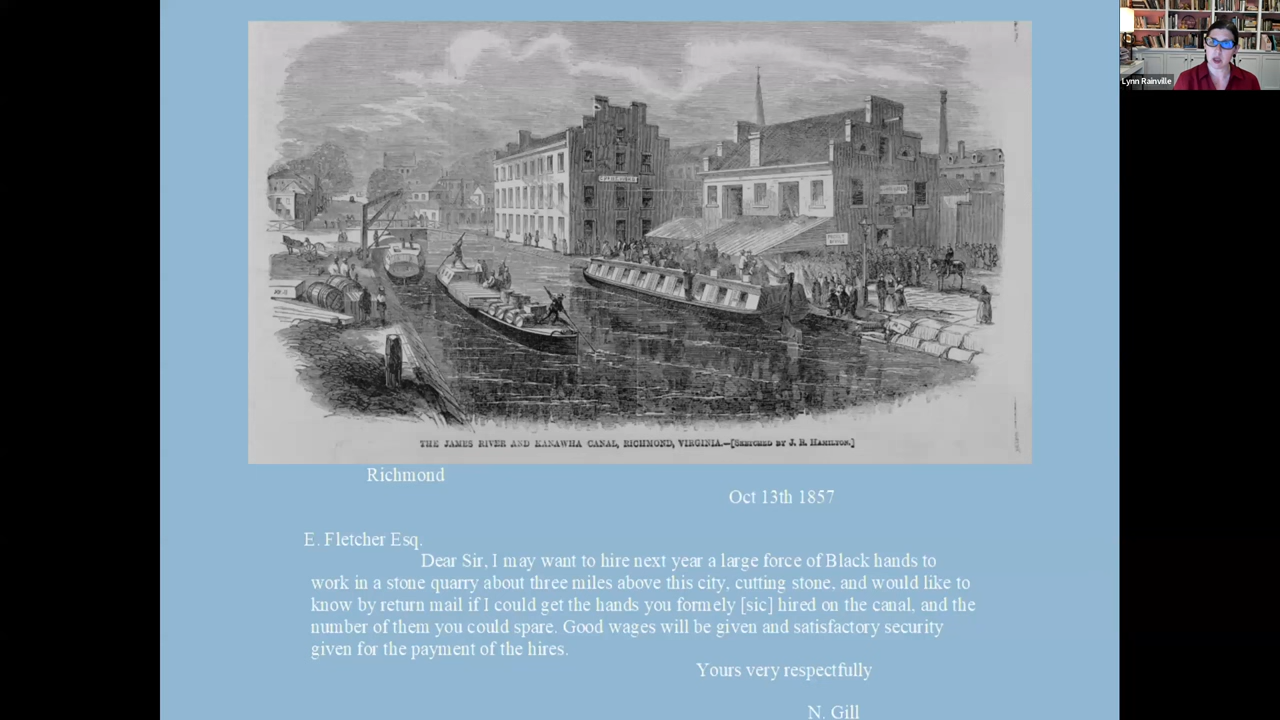 Lynn Rainville
THE JAMES RIVER AND KANAWHA CANAL, RICHMOND, VIRGINIA.—[SKETCHED BY J. R. HAMILTON.]
Richmond
Oct 13th 1857
E. Fletcher Esq.
Dear Sir, I may want to hire next year a large force of Black hands to
work in a stone quarry about three miles above this city, cutting stone, and would like to
know by return mail if I could get the hands you formely [sic] hired on the canal, and the
number of them you could spare. Good wages will be given and satisfactory security
given for the payment of the hires.
Yours very respectfully
N. Gill